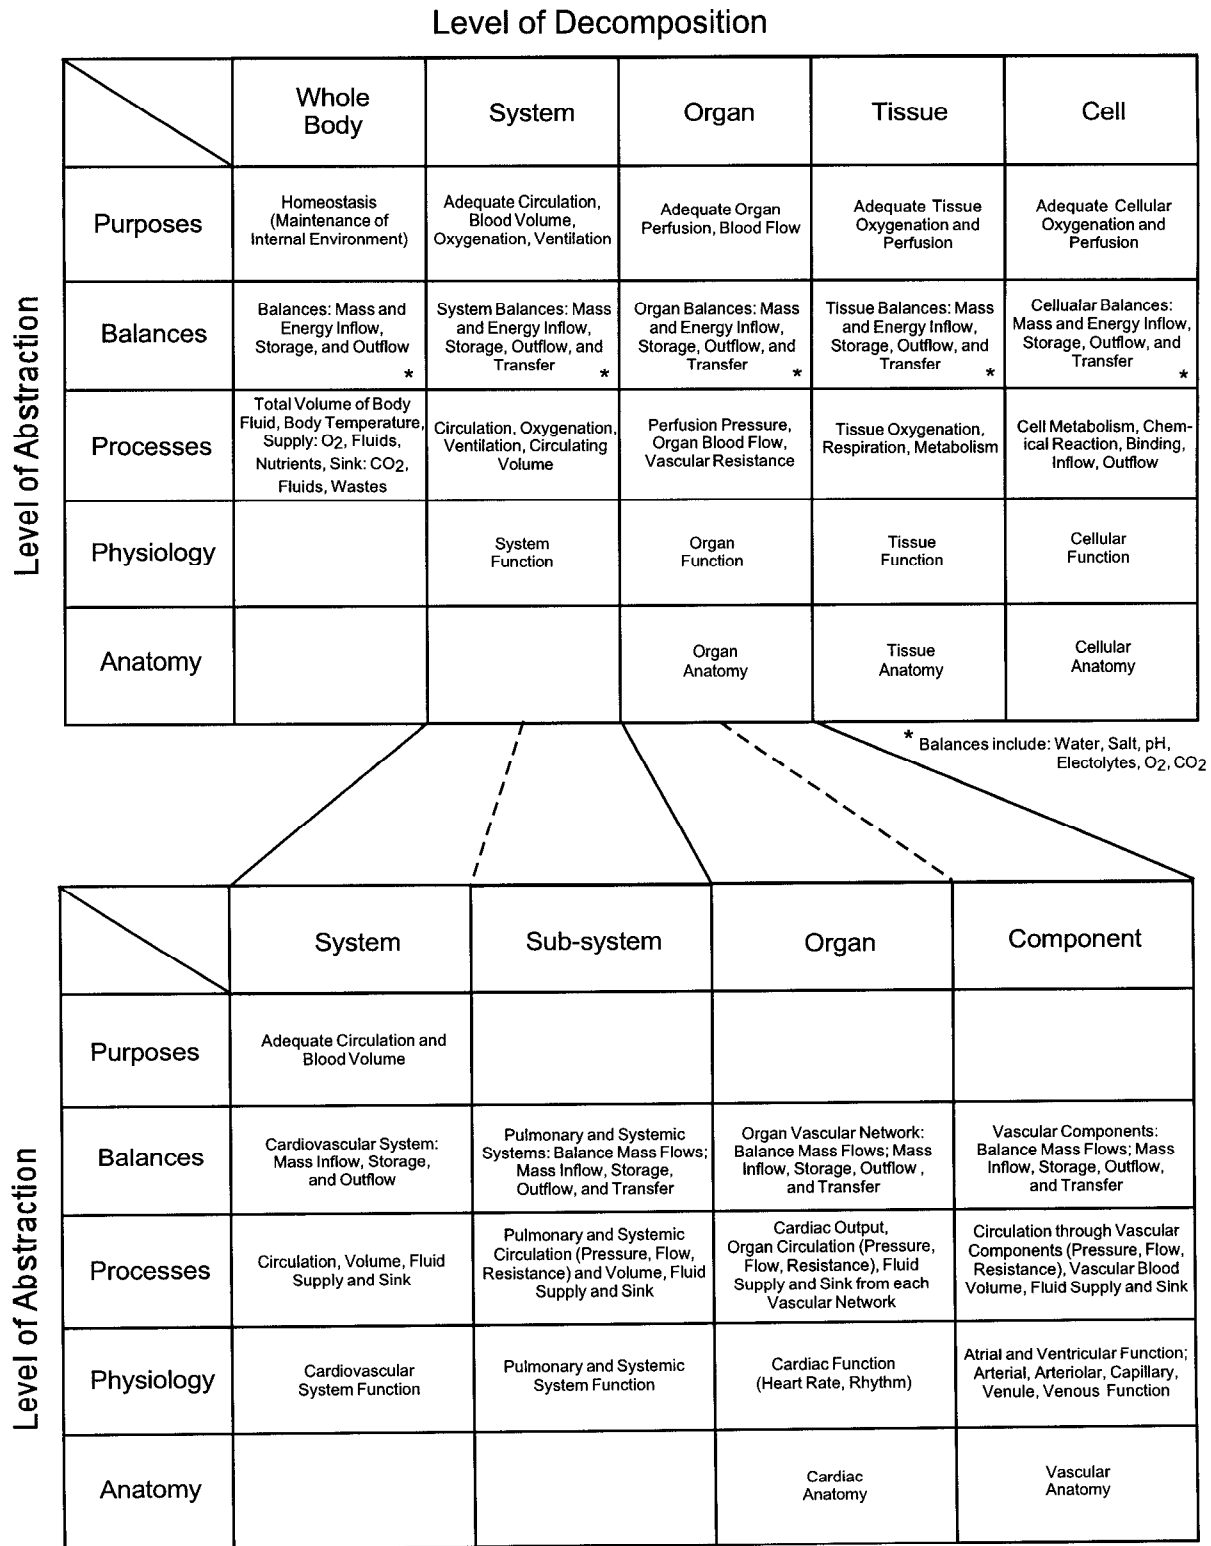 Level of Decomposition
Whole
Body
System
Organ
Tissue
Cell
Level of Abstraction
Purposes
Homeostasis
(Maintenance of
Internal Environment)
Adequate Circulation,
Blood Volume,
Oxygenation, Ventilation
Adequate Organ
Perfusion, Blood Flow
Adequate Tissue
Oxygenation and
Perfusion
Adequate Cellular
Oxygenation and
Perfusion
Balances
Balances: Mass and
Energy Inflow,
Storage, and Outflow
*
System Balances: Mass
and Energy Inflow,
Storage, Outflow, and
Transfer *
Organ Balances: Mass
and Energy Inflow,
Storage, Outflow, and
Transfer *
Tissue Balances: Mass
and Energy Inflow,
Storage, Outflow, and
Transfer *
Cellualar Balances:
Mass and Energy Inflow,
Storage, Outflow, and
Transfer *
Processes
Total Volume of Body
Fluid, Body Temperature,
Supply: O2, Fluids,
Nutrients, Sink: CO2,
Fluids, Wastes
Circulation, Oxygenation,
Ventilation, Circulating
Volume
Perfusion Pressure,
Organ Blood Flow,
Vascular Resistance
Tissue Oxygenation,
Respiration, Metabolism
Cell Metabolism, Chem-
ical Reaction, Binding,
Inflow, Outflow
Physiology
System
Function
Organ
Function
Tissue
Function
Cellular
Function
Anatomy
Organ
Anatomy
Tissue
Anatomy
Cellular
Anatomy
* Balances include: Water, Salt, pH,
Electolytes, O2, CO2
System
Sub-system
Organ
Component
Level of Abstraction
Purposes
Adequate Circulation and
Blood Volume
Balances
Cardiovascular System:
Mass Inflow, Storage,
and Outflow
Pulmonary and Systemic
Systems: Balance Mass Flows;
Mass Inflow, Storage,
Outflow, and Transfer
Organ Vascular Network:
Balance Mass Flows; Mass
Inflow, Storage, Outflow ,
and Transfer
Vascular Components:
Balance Mass Flows; Mass
Inflow, Storage, Outflow,
and Transfer
Processes
Circulation, Volume, Fluid
Supply and Sink
Pulmonary and Systemic
Circulation (Pressure, Flow,
Resistance) and Volume, Fluid
Supply and Sink
Cardiac Output,
Organ Circulation (Pressure,
Flow, Resistance), Fluid
Supply and Sink from each
Vascular Network
Circulation through Vascular
Components (Pressure, Flow,
Resistance), Vascular Blood
Volume, Fluid Supply and Sink
Physiology
Cardiovascular
System Function
Pulmonary and Systemic
System Function
Cardiac Function
(Heart Rate, Rhythm)
Atrial and Ventricular Function;
Arterial, Arteriolar, Capillary,
Venule, Venous Function
Anatomy
Cardiac
Anatomy
Vascular
Anatomy